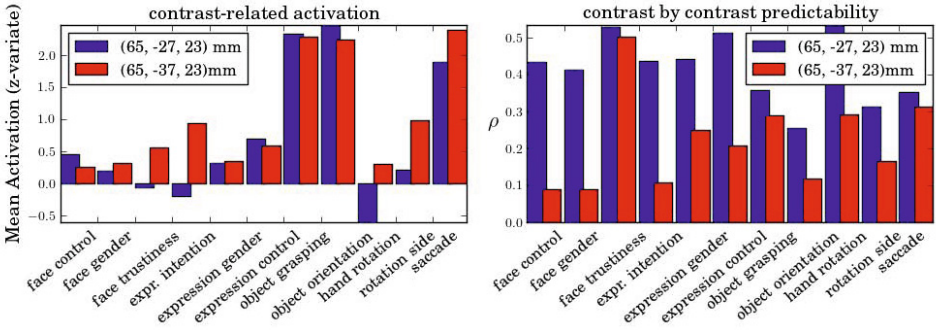 contrast-related activation
Mean Activation (z-variate)
2.0
1.5
1.0
0.5
0.0
−0.5
(65, -27, 23) mm
(65, -37, 23)mm
face control
face gender
face trustiness
expr. intention
expression gender
expression control
object grasping
object orientation
hand rotation
rotation side
saccade
contrast by contrast predictability
ρ
0.5
0.4
0.3
0.2
0.1
0.0
(65, -27, 23) mm
(65, -37, 23)mm
face control
face gender
face trustiness
expr. intention
expression gender
expression control
object grasping
object orientation
hand rotation
rotation side
saccade